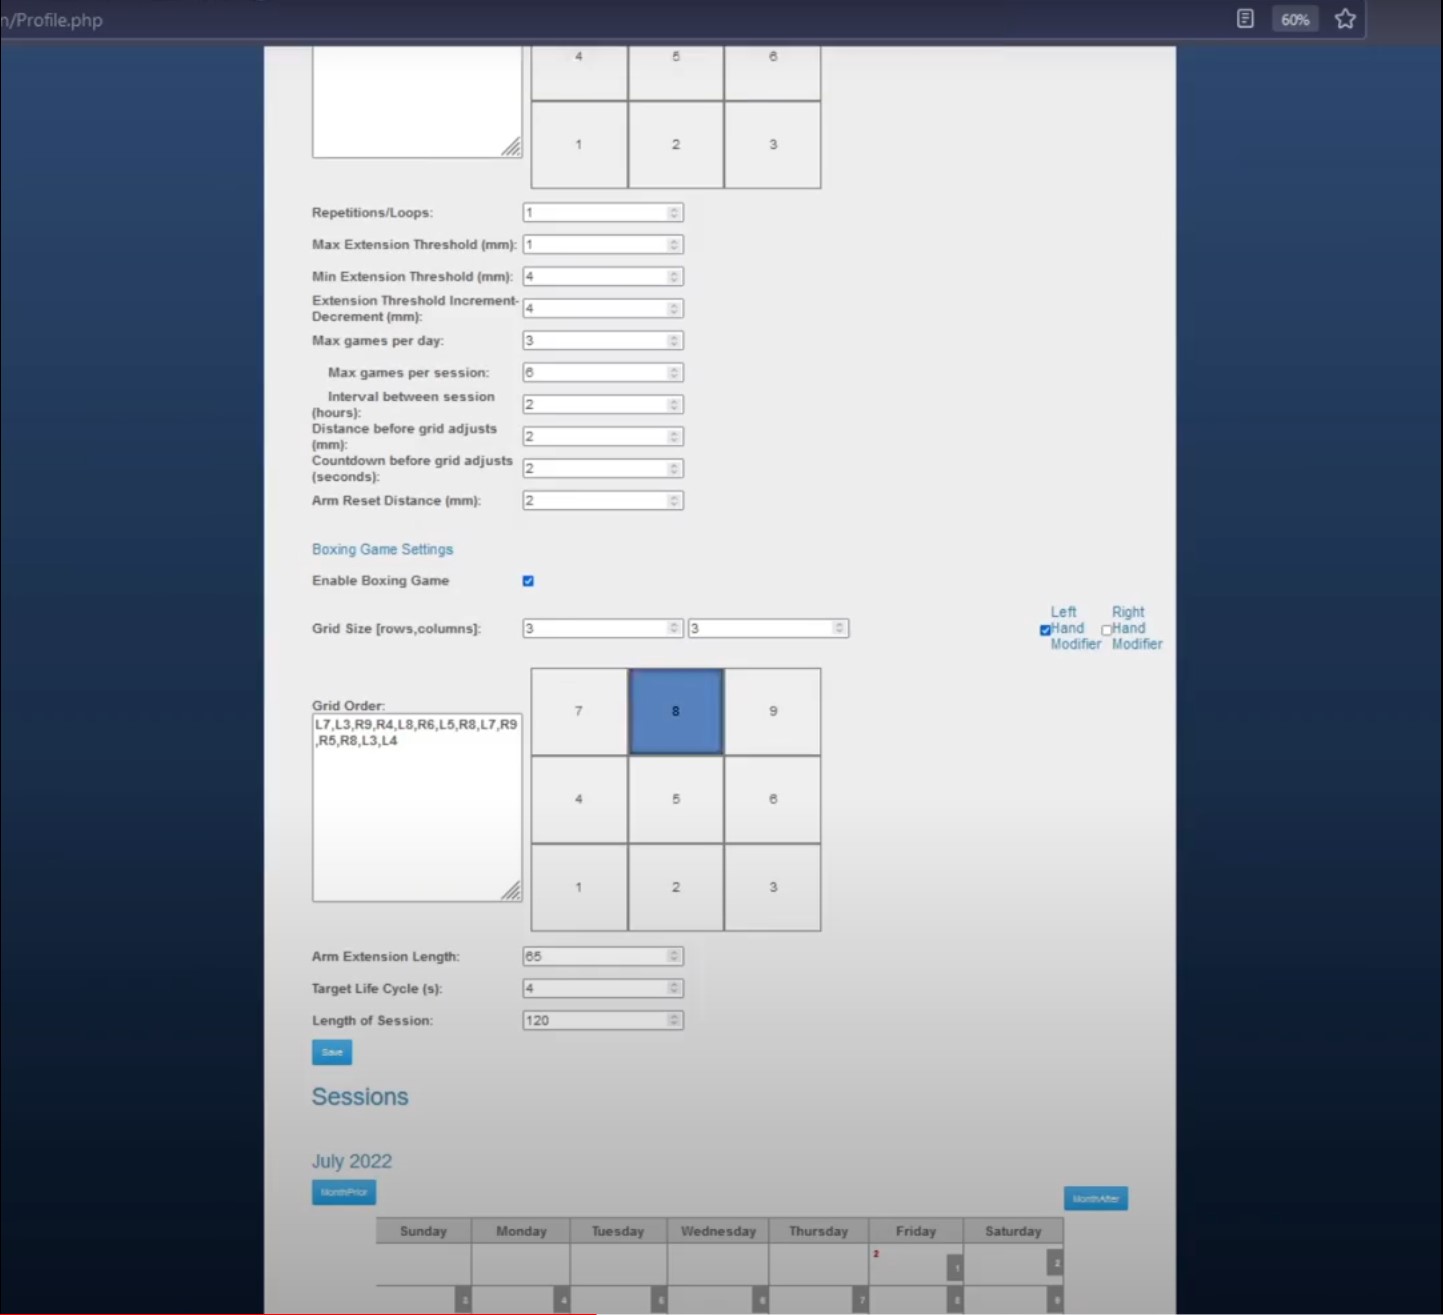 n/Profile.php
60%
4 5 6
1 2 3
Repetitions/Loops: 1
Max Extension Threshold (mm): 1
Min Extension Threshold (mm): 4
Extension Threshold Increment-
Decrement (mm): 4
Max games per day: 3
Max games per session: 6
Interval between session
(hours): 2
Distance before grid adjusts
(mm): 2
Countdown before grid adjusts
(seconds): 2
Arm Reset Distance (mm): 2
Boxing Game Settings
Enable Boxing Game
Grid Size [rows,columns]: 3 3
Left Right
Hand Hand
Modifier Modifier
Grid Order:
L7,L3,R9,R4,L8,R6,L5,R8,L7,R9
,R5,R8,L3,L4
7 8 9
4 5 6
1 2 3
Arm Extension Length: 65
Target Life Cycle (s): 4
Length of Session: 120
Save
Sessions
July 2022
MonthPrior
MonthAfter
Sunday Monday Tuesday Wednesday Thursday Friday Saturday
2 1 2
3 4 5 6 7 8 9